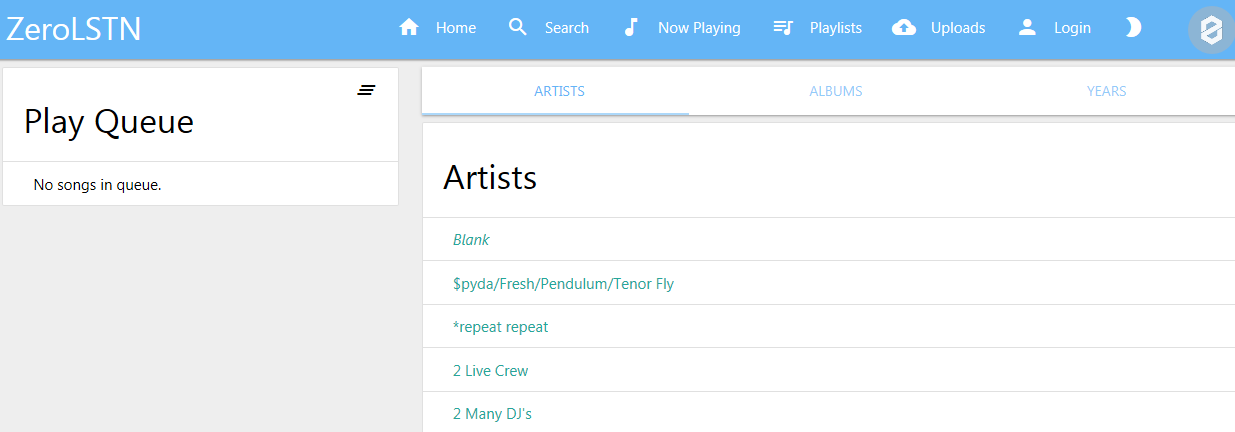 ZeroLSTN
Home
Search
Now Playing
Playlists
Uploads
Login
Play Queue
No songs in queue.
ARTISTS
ALBUMS
YEARS
Artists
Blank
$pyda/Fresh/Pendulum/Tenor Fly
*repeat repeat
2 Live Crew
2 Many DJ's